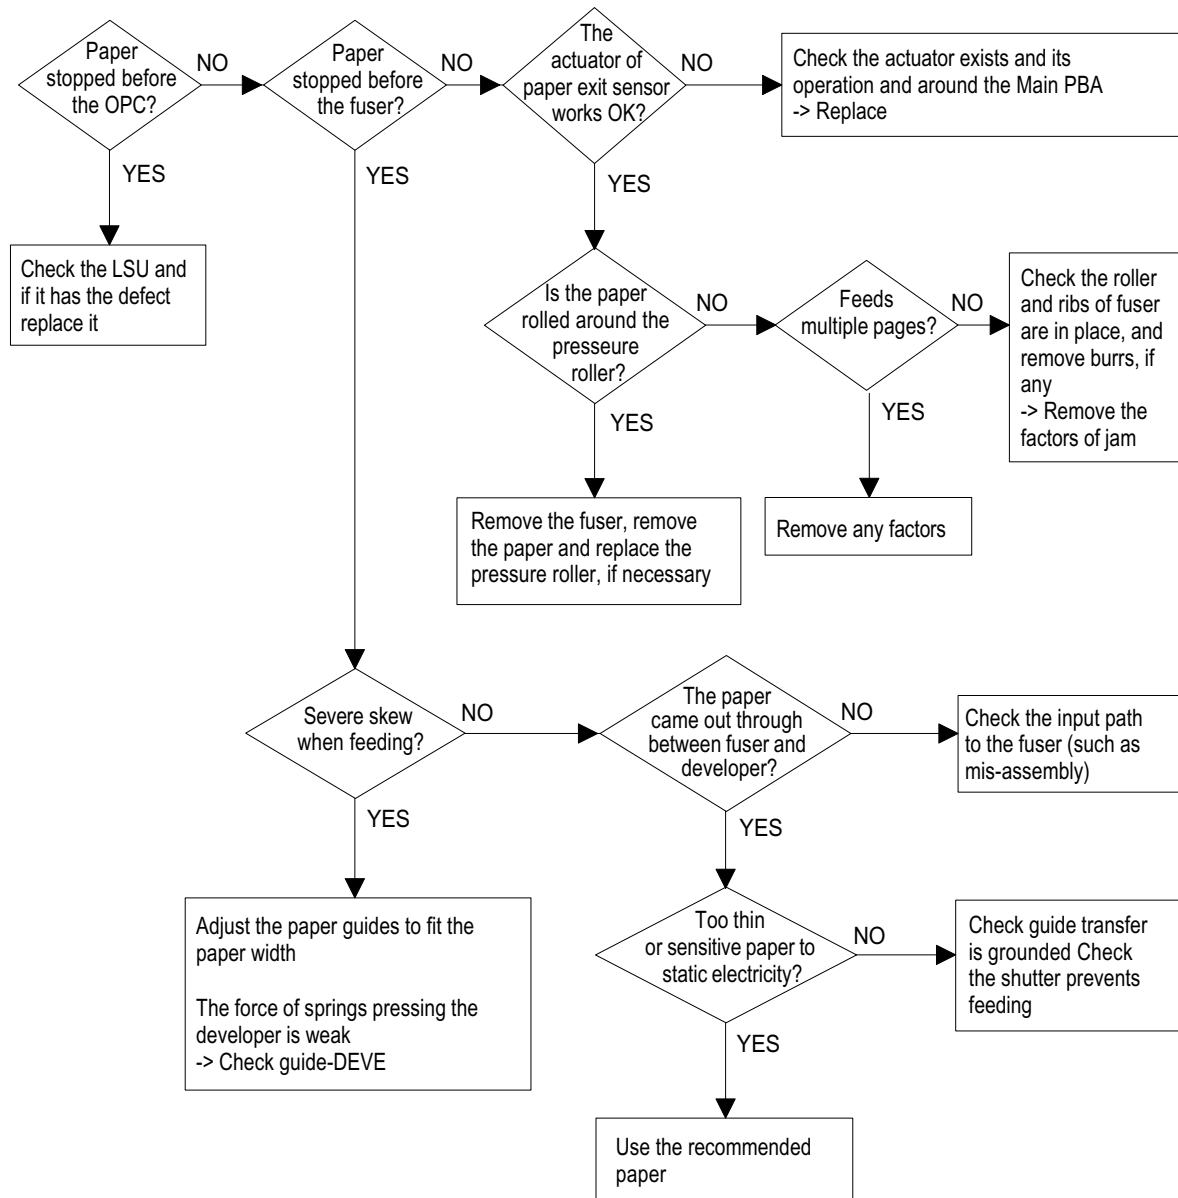 Paper
stopped before
the OPC?
NO
YES
Check the LSU and
if it has the defect
replace it
Paper
stopped before
the fuser?
NO
YES
The
actuator of
paper exit sensor
works OK?
NO
YES
Check the actuator exists and its
operation and around the Main PBA
-> Replace
Is the paper
rolled around the
presseure
roller?
NO
YES
Feeds
multiple pages?
NO
YES
Check the roller
and ribs of fuser
are in place, and
remove burrs, if
any
-> Remove the
factors of jam
Remove the fuser, remove
the paper and replace the
pressure roller, if necessary
Remove any factors
Severe skew
when feeding?
NO
YES
The paper
came out through
between fuser and
developer?
NO
YES
Check the input path
to the fuser (such as
mis-assembly)
Adjust the paper guides to fit the
paper width
The force of springs pressing the
developer is weak
-> Check guide-DEVE
Too thin
or sensitive paper to
static electricity?
NO
YES
Check guide transfer
is grounded Check
the shutter prevents
feeding
Use the recommended
paper